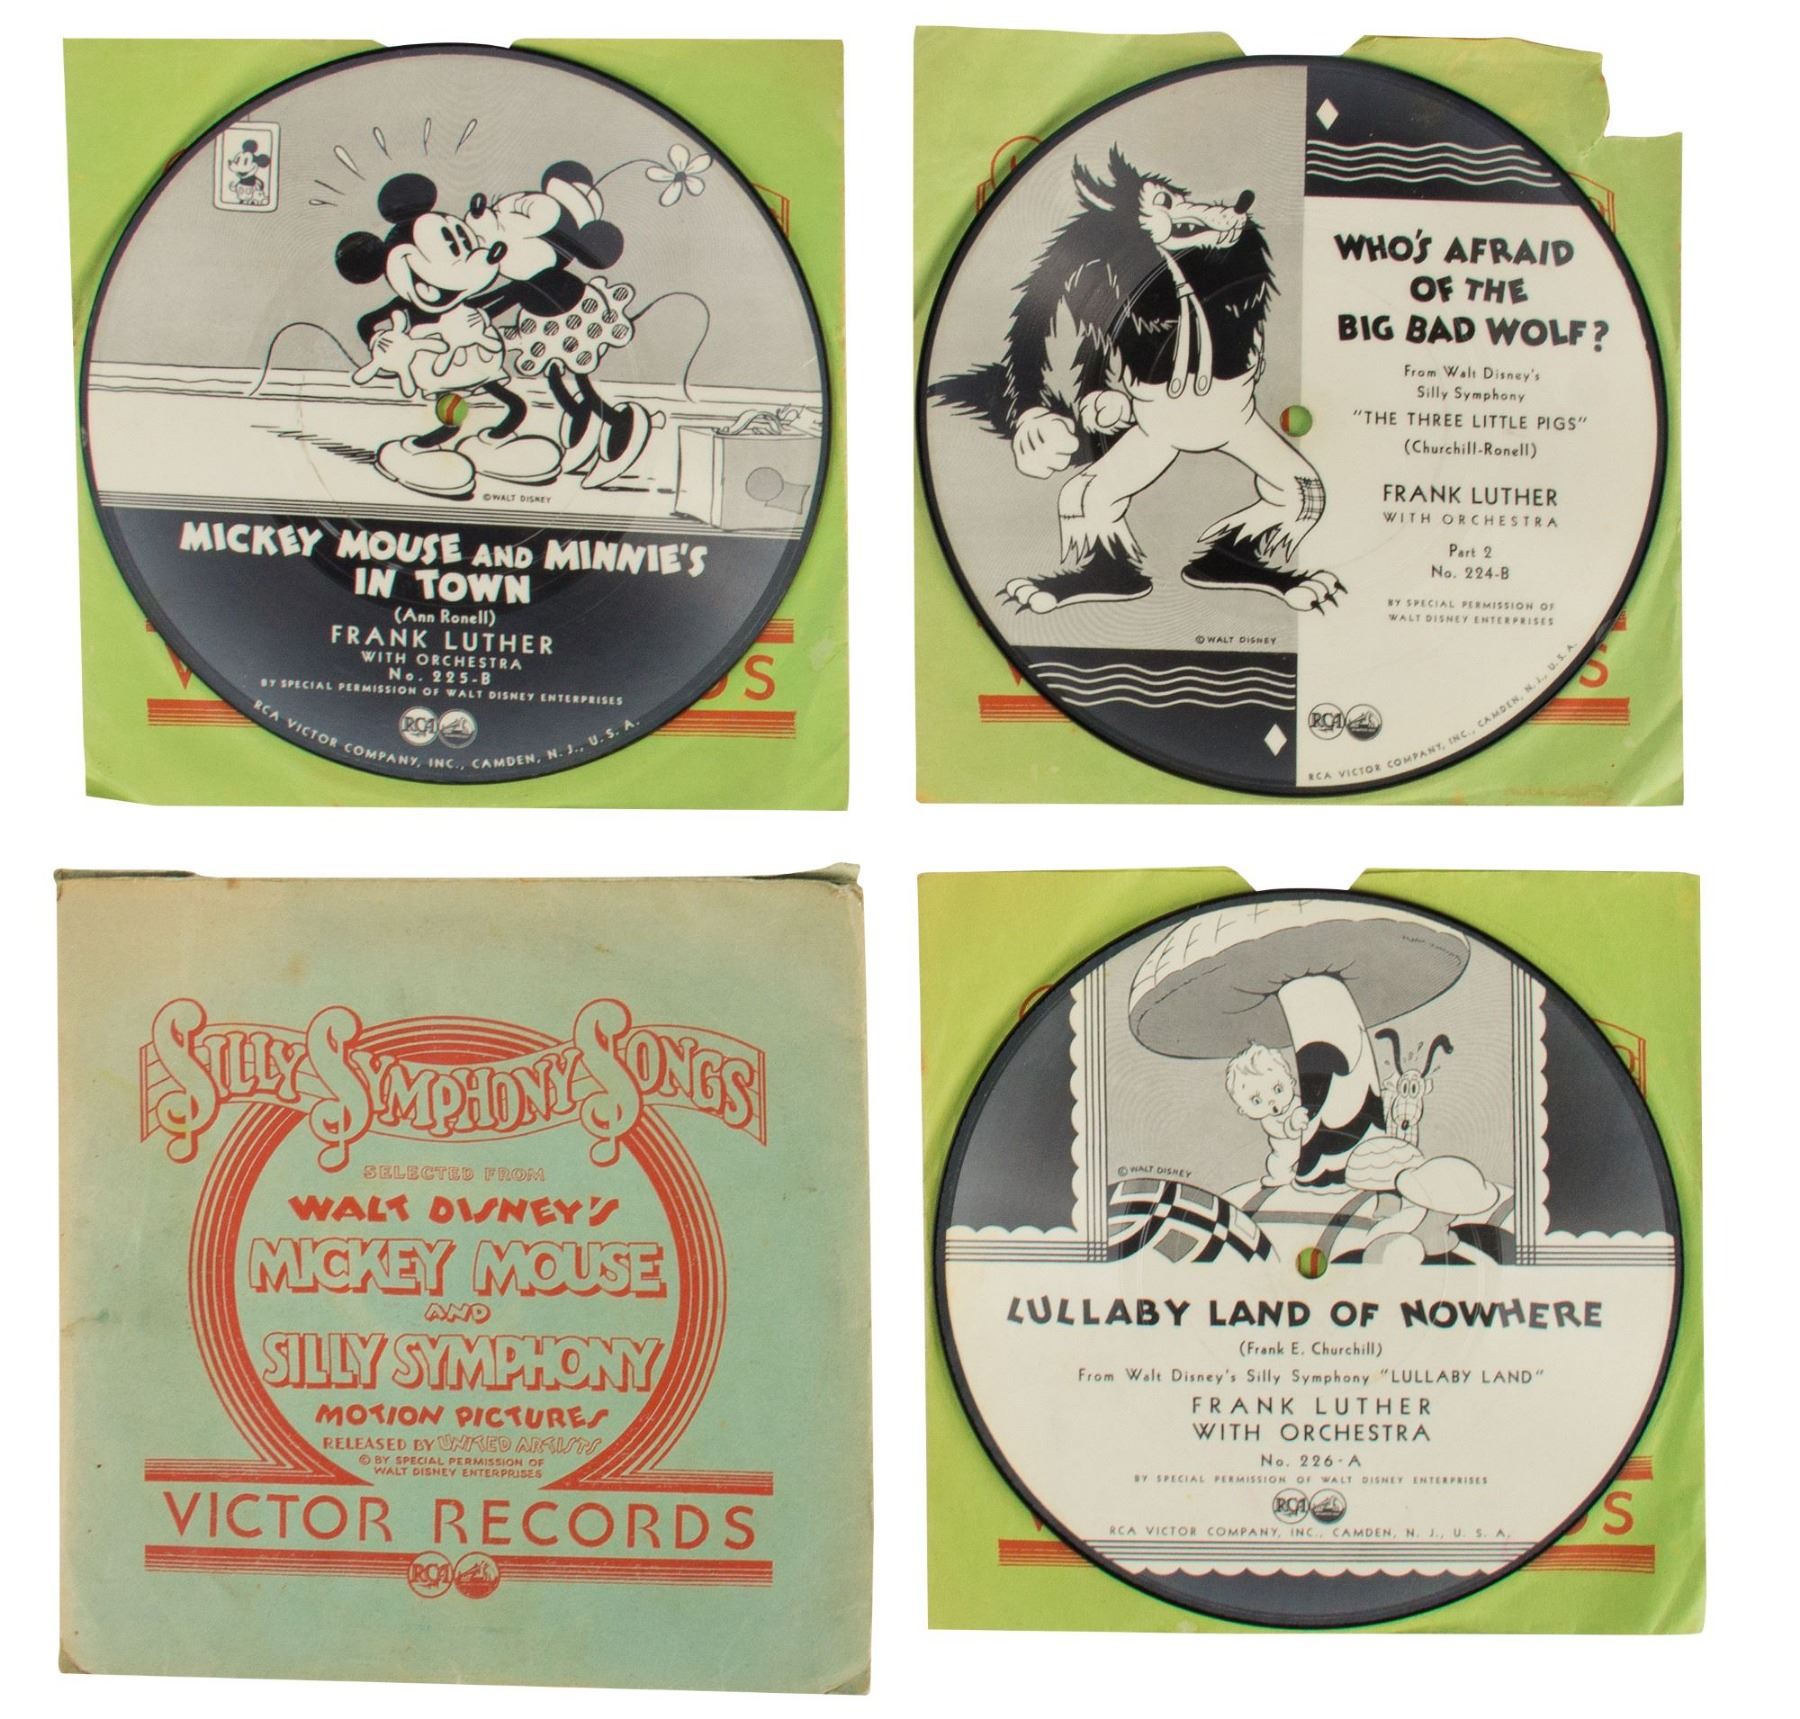 ©WALT DISNEY
MICKEY MOUSE AND MINNIE'S
IN TOWN
(Ann Ronell)
FRANK LUTHER
WITH ORCHESTRA
No. 225-B
BY SPECIAL PERMISSION OF WALT DISNEY ENTERPRISES
RCA
RCA VICTOR COMPANY, INC., CAMDEN, N. J., U. S. A.
V DS
WHO'S AFRAID
OF THE
BIG BAD WOLF?
From Walt Disney's
Silly Symphony
"THE THREE LITTLE PIGS"
(Churchill-Ronell)
FRANK LUTHER
WITH ORCHESTRA
Part 2
No. 224-B
BY SPECIAL PERMISSION OF
WALT DISNEY ENTERPRISES
©WALT DISNEY
RCA
RCA VICTOR COMPANY, INC., CAMDEN, N. J., U. S. A.
S
SILLY SYMPHONY SONGS
SELECTED FROM
WALT DISNEY'S
MICKEY MOUSE
AND
SILLY SYMPHONY
MOTION PICTURES
RELEASED BY UNITED ARTISTS
© BY SPECIAL PERMISSION OF
WALT DISNEY ENTERPRISES
VICTOR RECORDS
RCA
©WALT DISNEY
LULLABY LAND OF NOWHERE
(Frank E. Churchill)
From Walt Disney's Silly Symphony "LULLABY LAND"
FRANK LUTHER
WITH ORCHESTRA
No. 226-A
BY SPECIAL PERMISSION OF WALT DISNEY ENTERPRISES
RCA
RCA VICTOR COMPANY, INC., CAMDEN, N. J., U. S. A.
S